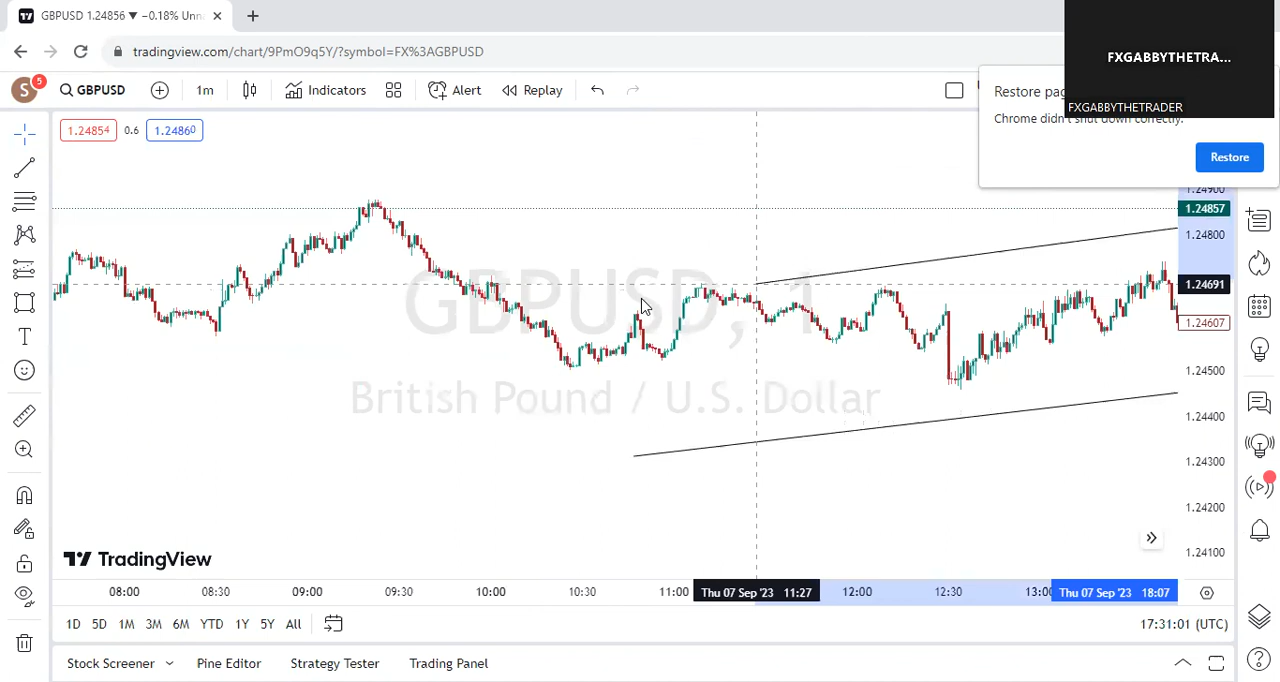 GBPUSD 1.24856 ▼ −0.18% Unna
tradingview.com/chart/9PmO9q5Y/?symbol=FX%3AGBPUSD
FXGABBYTHETRA...
FXGABBYTHETRADER
S 5 GBPUSD 1m Indicators Alert Replay
Restore pag
Chrome didn't shut down correctly.
Restore
1.24854 0.6 1.24860
1.24900
1.24857
1.24800
1.24691
1.24607
1.24500
1.24400
1.24300
1.24200
1.24100
GBPUSD, 1
British Pound / U.S. Dollar
TradingView
08:00 08:30 09:00 09:30 10:00 10:30 11:00 Thu 07 Sep '23 11:27 12:00 12:30 13:00 Thu 07 Sep '23 18:07
1D 5D 1M 3M 6M YTD 1Y 5Y All 17:31:01 (UTC)
Stock Screener Pine Editor Strategy Tester Trading Panel